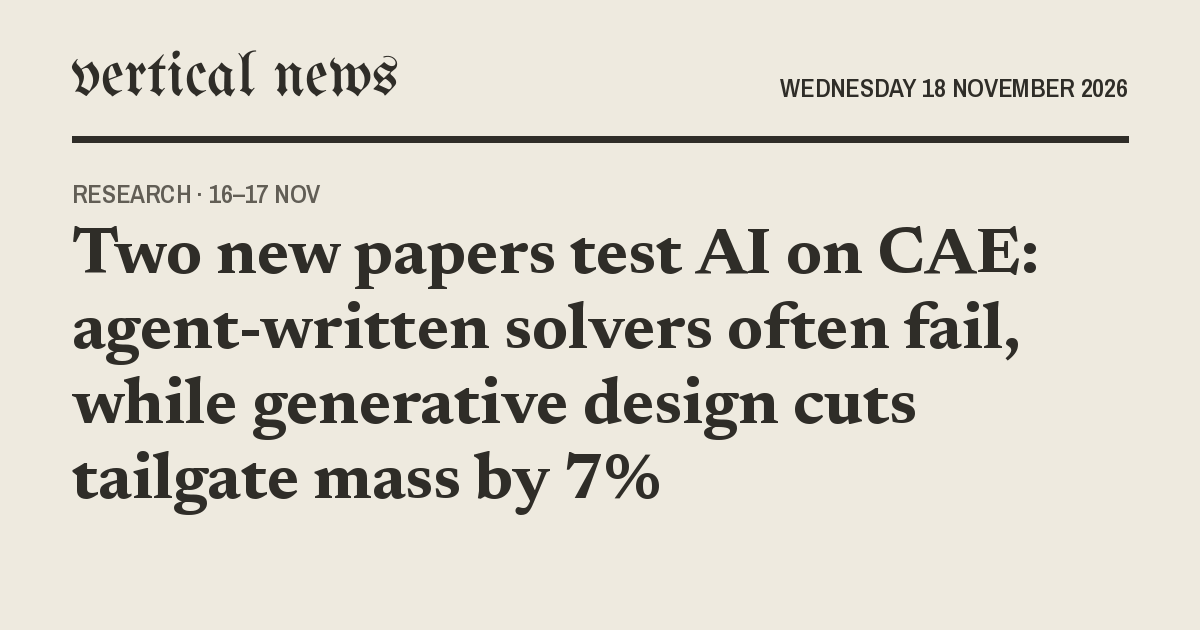 vertical news
WEDNESDAY 18 NOVEMBER 2026
RESEARCH · 16–17 NOV
Two new papers test AI on CAE:
agent-written solvers often fail,
while generative design cuts
tailgate mass by 7%